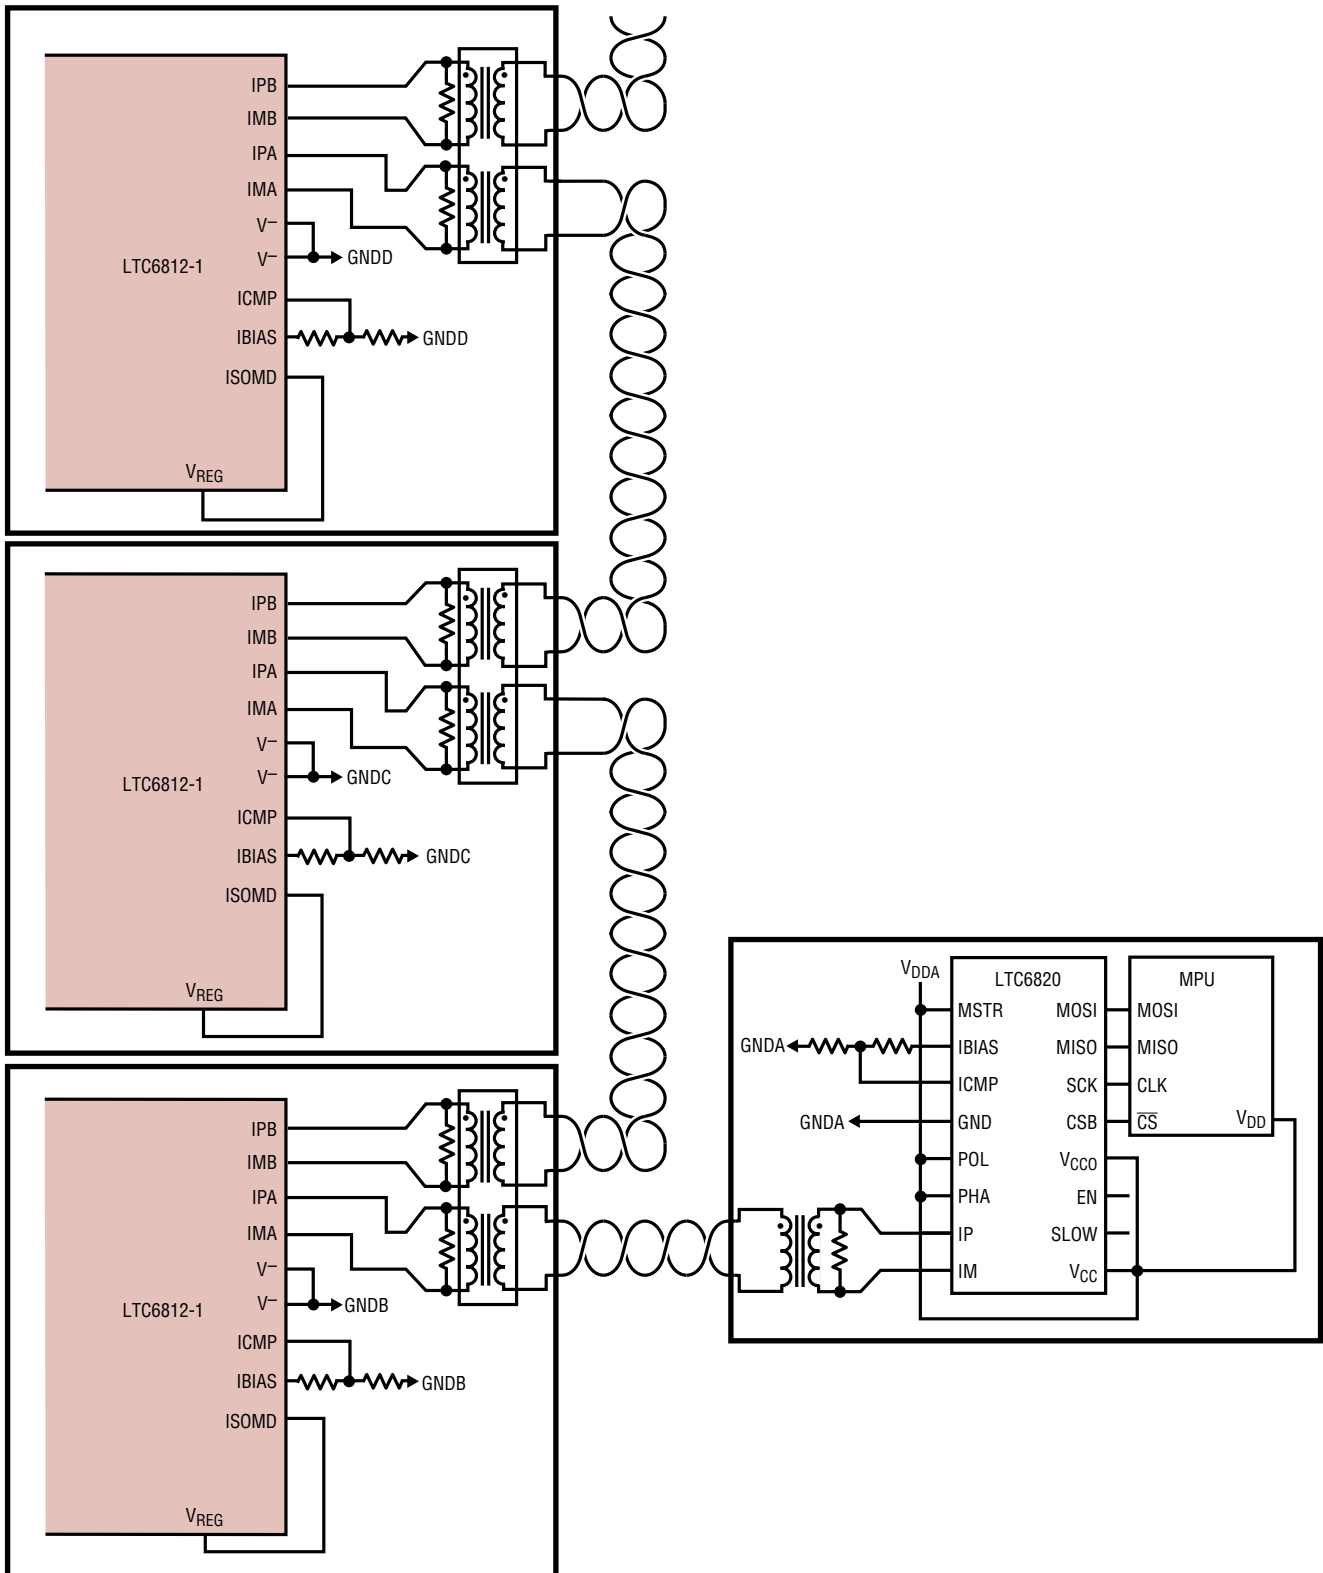 IPB
IMB
IPA
IMA
V–
V–
GNDD
LTC6812-1
ICMP
IBIAS
GNDD
ISOMD
VREG
IPB
IMB
IPA
IMA
V–
V–
GNDC
LTC6812-1
ICMP
IBIAS
GNDC
ISOMD
VREG
IPB
IMB
IPA
IMA
V–
V–
GNDB
LTC6812-1
ICMP
IBIAS
GNDB
ISOMD
VREG
VDDA
LTC6820
MSTR
IBIAS
ICMP
GND
POL
PHA
IP
IM
GNDA
GNDA
MOSI
MISO
SCK
CSB
VCCO
EN
SLOW
VCC
MPU
MOSI
MISO
CLK
CS
VDD